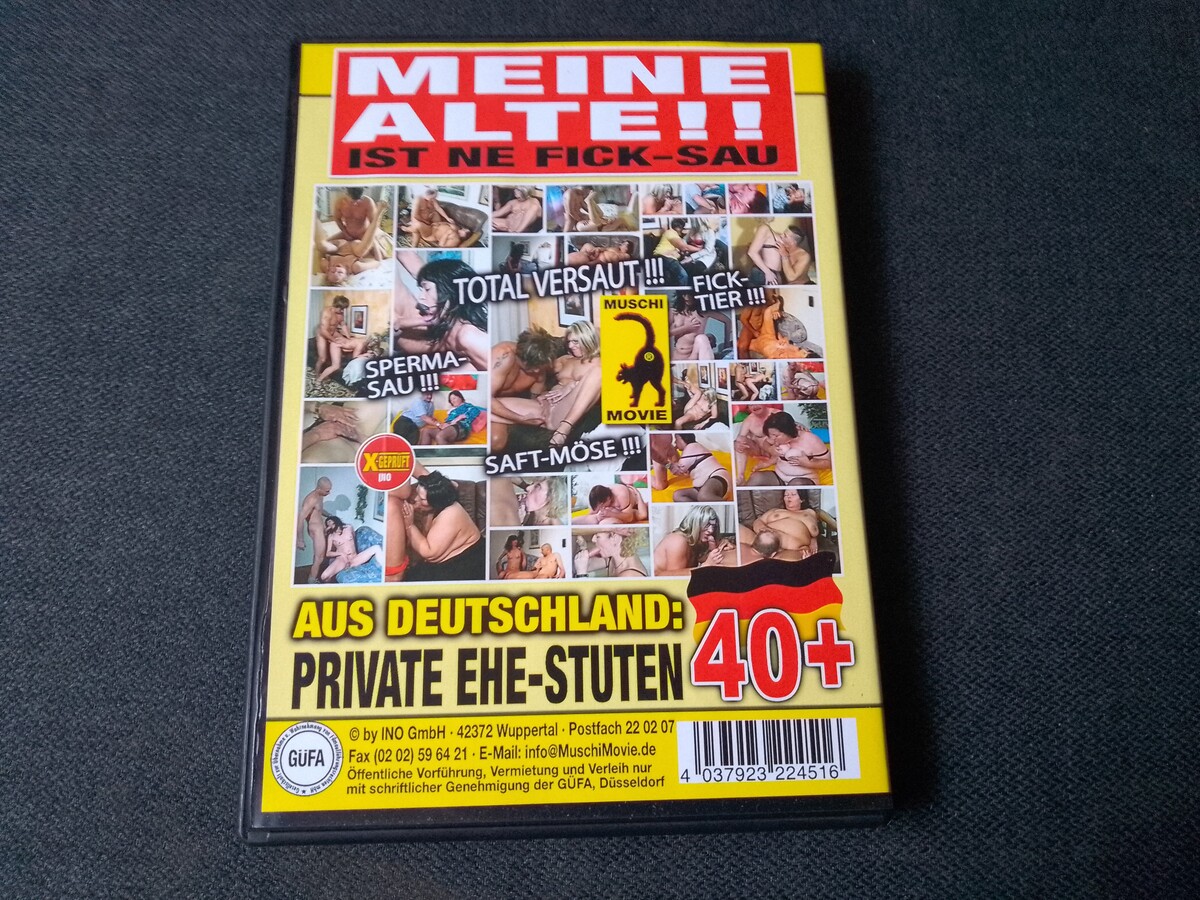 MEINE
ALTE!!
IST NE FICK-SAU
TOTAL VERSAUT !!!
FICK-
TIER !!!
MUSCHI
®
MOVIE
SPERMA-
SAU !!!
SAFT-MÖSE !!!
X-GEPRÜFT
INO
AUS DEUTSCHLAND:
PRIVATE EHE-STUTEN
40+
GÜFA
© by INO GmbH · 42372 Wuppertal · Postfach 22 02 07
Fax (02 02) 59 64 21 · E-Mail: info@MuschiMovie.de
Öffentliche Vorführung, Vermietung und Verleih nur
mit schriftlicher Genehmigung der GÜFA, Düsseldorf
4 037923 224516